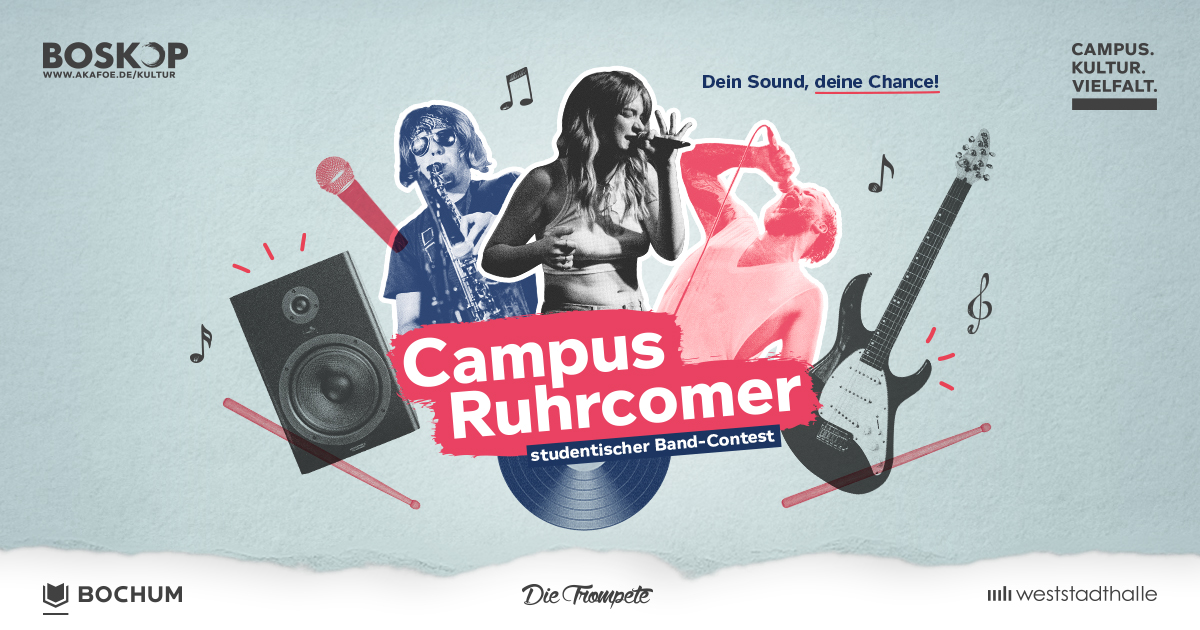 BOSKOP
WWW.AKAFOE.DE/KULTUR
CAMPUS.
KULTUR.
VIELFALT.
Dein Sound, deine Chance!
Campus
Ruhrcomer
studentischer Band-Contest
BOCHUM
Die Trompete
weststadthalle